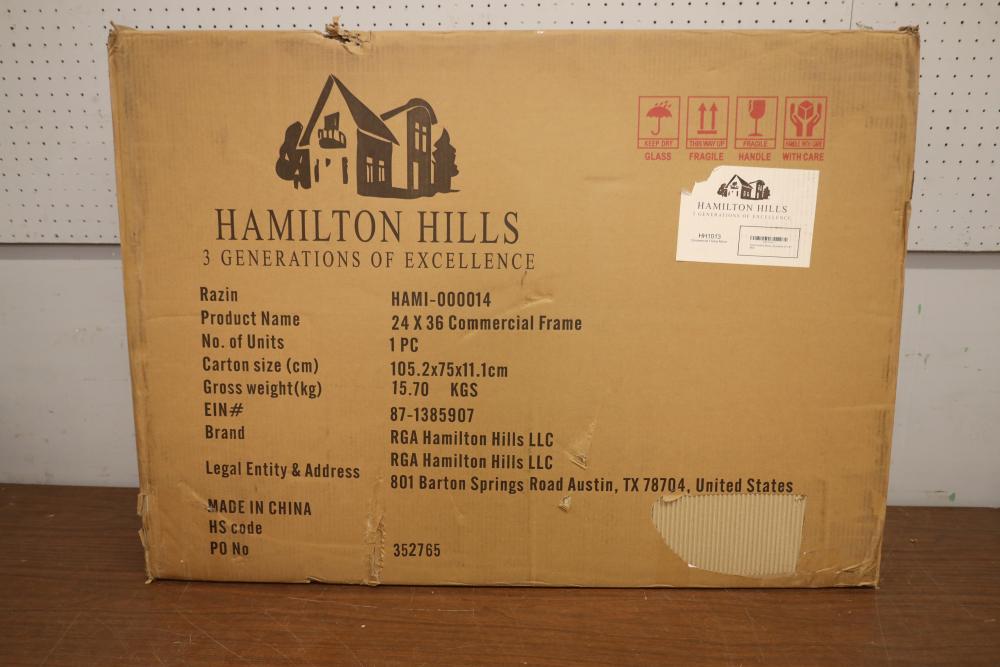 HAMILTON HILLS
3 GENERATIONS OF EXCELLENCE
KEEP DRY THIS WAY UP FRAGILE HANDLE WITH CARE
GLASS FRAGILE HANDLE WITH CARE
HAMILTON HILLS
3 GENERATIONS OF EXCELLENCE
HH1013
Razin HAMI-000014
Product Name 24 X 36 Commercial Frame
No. of Units 1 PC
Carton size (cm) 105.2x75x11.1cm
Gross weight(kg) 15.70 KGS
EIN# 87-1385907
Brand RGA Hamilton Hills LLC
Legal Entity & Address RGA Hamilton Hills LLC
801 Barton Springs Road Austin, TX 78704, United States
MADE IN CHINA
HS code
PO No 352765